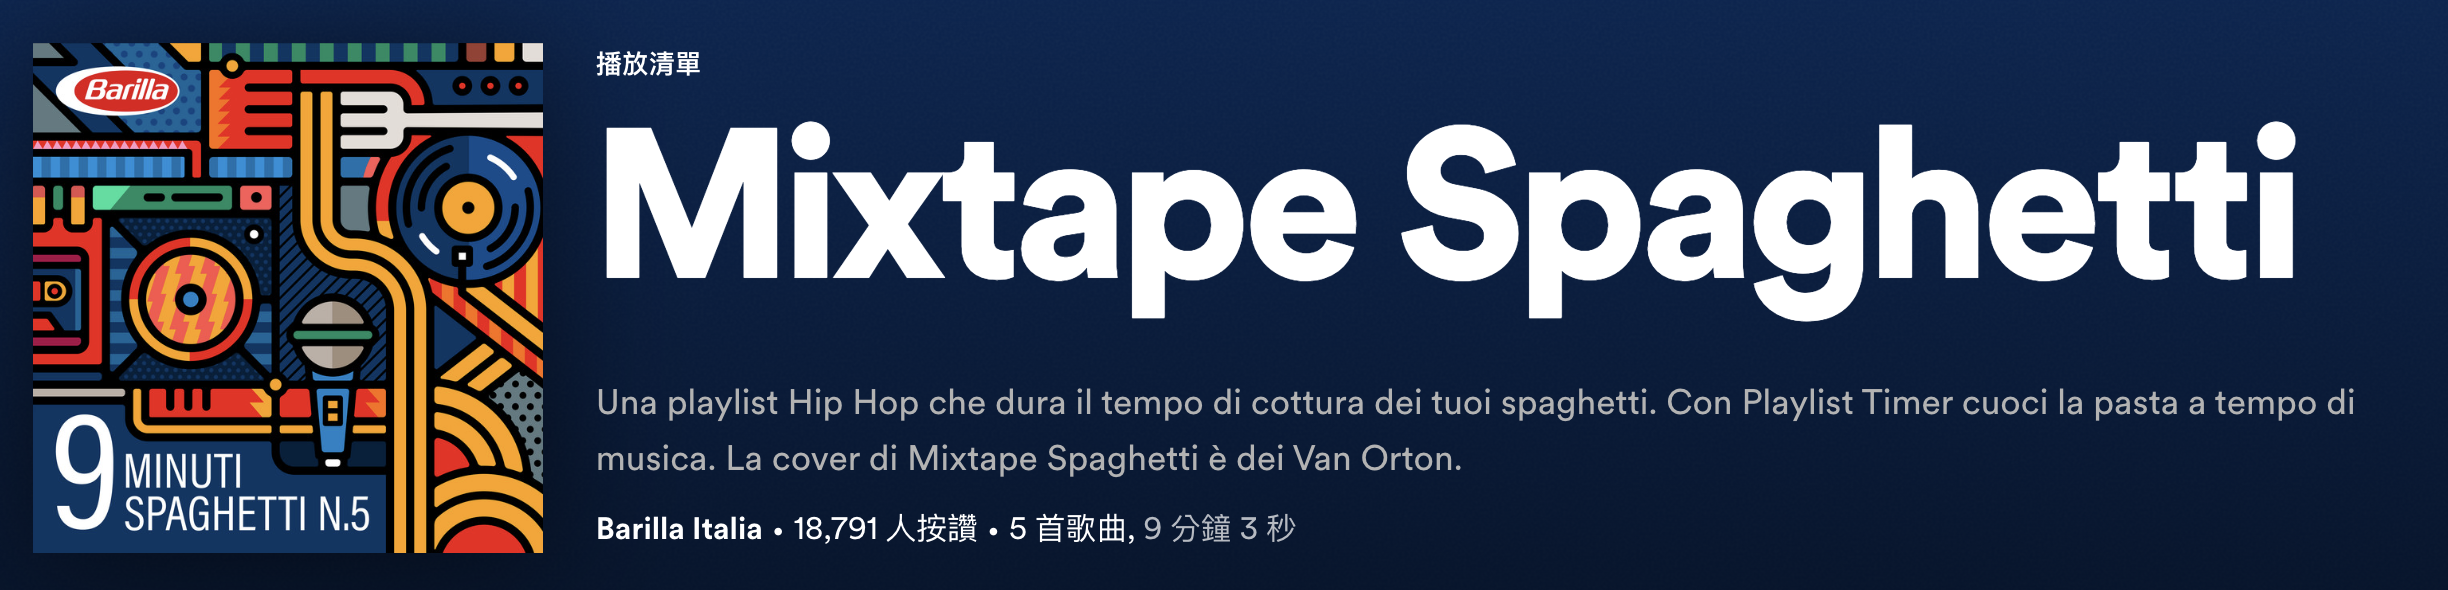 Barilla
9 MINUTI
SPAGHETTI N.5
播放清單
Mixtape Spaghetti
Una playlist Hip Hop che dura il tempo di cottura dei tuoi spaghetti. Con Playlist Timer cuoci la pasta a tempo di
musica. La cover di Mixtape Spaghetti è dei Van Orton.
Barilla Italia • 18,791 人按讚 • 5 首歌曲, 9 分鐘 3 秒